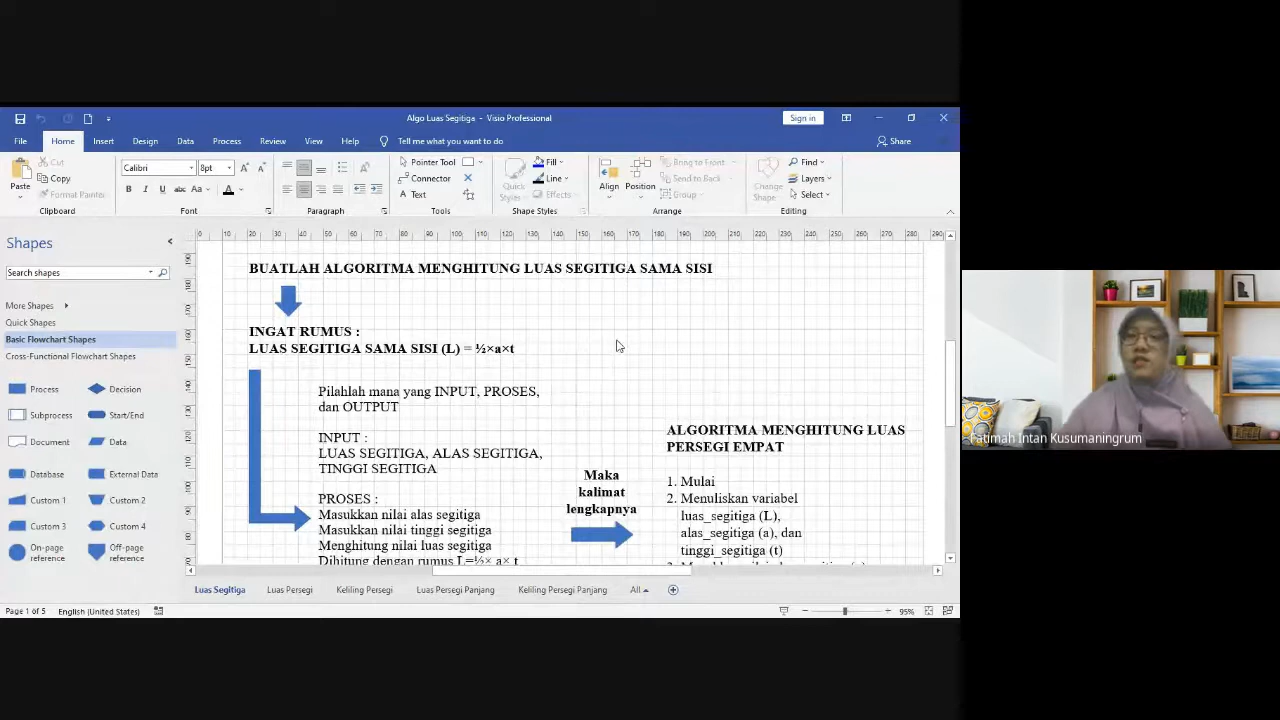 Algo Luas Segitiga - Visio Professional
Sign in
File Home Insert Design Data Process Review View Help Tell me what you want to do Share
Paste
Cut
Copy
Format Painter
Clipboard
Calibri 8pt
Font
Paragraph
Pointer Tool
Connector
Text
Tools
Quick Styles
Fill
Line
Effects
Shape Styles
Align
Position
Bring to Front
Send to Back
Group
Arrange
Change Shape
Find
Layers
Select
Editing
Shapes
Search shapes
More Shapes
Quick Shapes
Basic Flowchart Shapes
Cross-Functional Flowchart Shapes
Process Decision
Subprocess Start/End
Document Data
Database External Data
Custom 1 Custom 2
Custom 3 Custom 4
On-page reference Off-page reference
BUATLAH ALGORITMA MENGHITUNG LUAS SEGITIGA SAMA SISI
INGAT RUMUS :
LUAS SEGITIGA SAMA SISI (L) = ½×a×t
Pilahlah mana yang INPUT, PROSES,
dan OUTPUT
INPUT :
LUAS SEGITIGA, ALAS SEGITIGA,
TINGGI SEGITIGA
PROSES :
Masukkan nilai alas segitiga
Masukkan nilai tinggi segitiga
Menghitung nilai luas segitiga
Dihitung dengan rumus L=½× a× t
Maka
kalimat
lengkapnya
ALGORITMA MENGHITUNG LUAS
PERSEGI EMPAT
1. Mulai
2. Menuliskan variabel
luas_segitiga (L),
alas_segitiga (a), dan
tinggi_segitiga (t)
Luas Segitiga Luas Persegi Keliling Persegi Luas Persegi Panjang Keliling Persegi Panjang All
Page 1 of 5 English (United States) 95%
Fatimah Intan Kusumaningrum